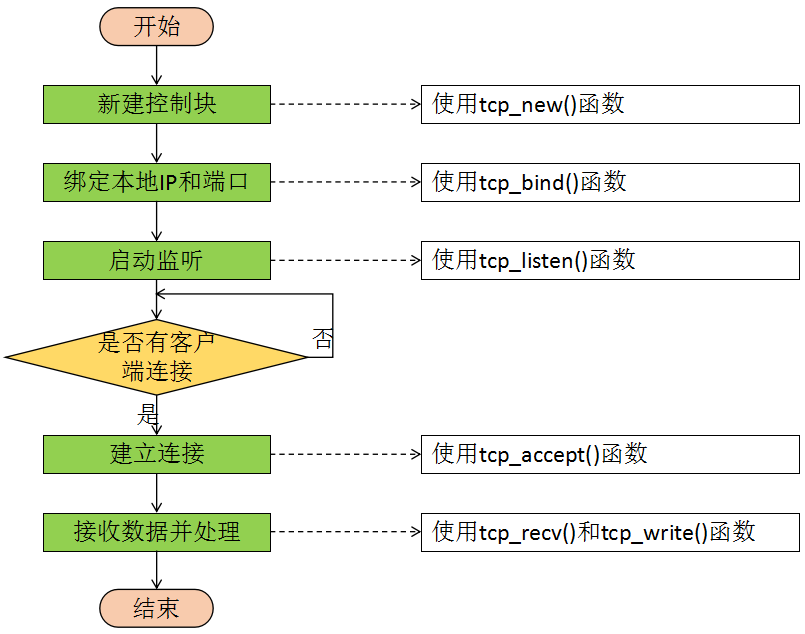 开始
新建控制块
使用tcp_new()函数
绑定本地IP和端口
使用tcp_bind()函数
启动监听
使用tcp_listen()函数
是否有客户
端连接
否
是
建立连接
使用tcp_accept()函数
接收数据并处理
使用tcp_recv()和tcp_write()函数
结束